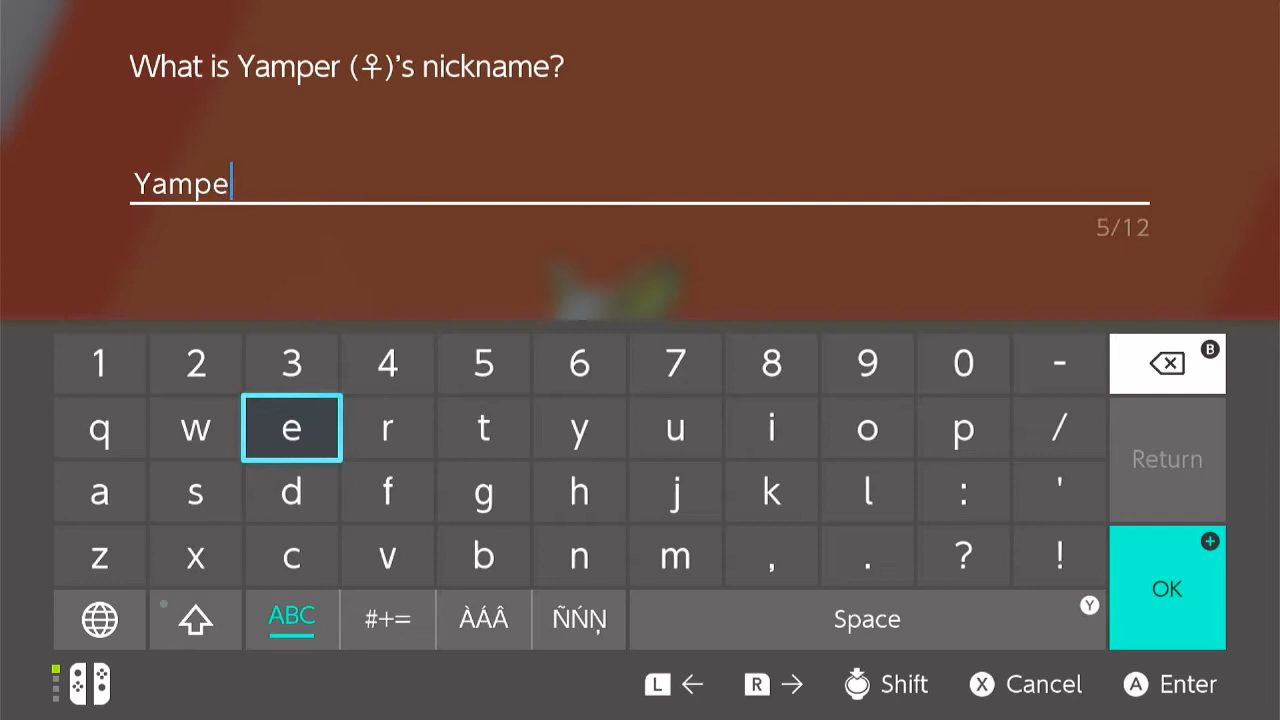 What is Yamper (♀)'s nickname?
Yampe
5/12
1 2 3 4 5 6 7 8 9 0 - B
q w e r t y u i o p / Return
a s d f g h j k l : '
z x c v b n m , . ? ! + OK
ABC #+= ÀÁÂ ÑŃŅ Space Y
L ← R → Shift X Cancel A Enter